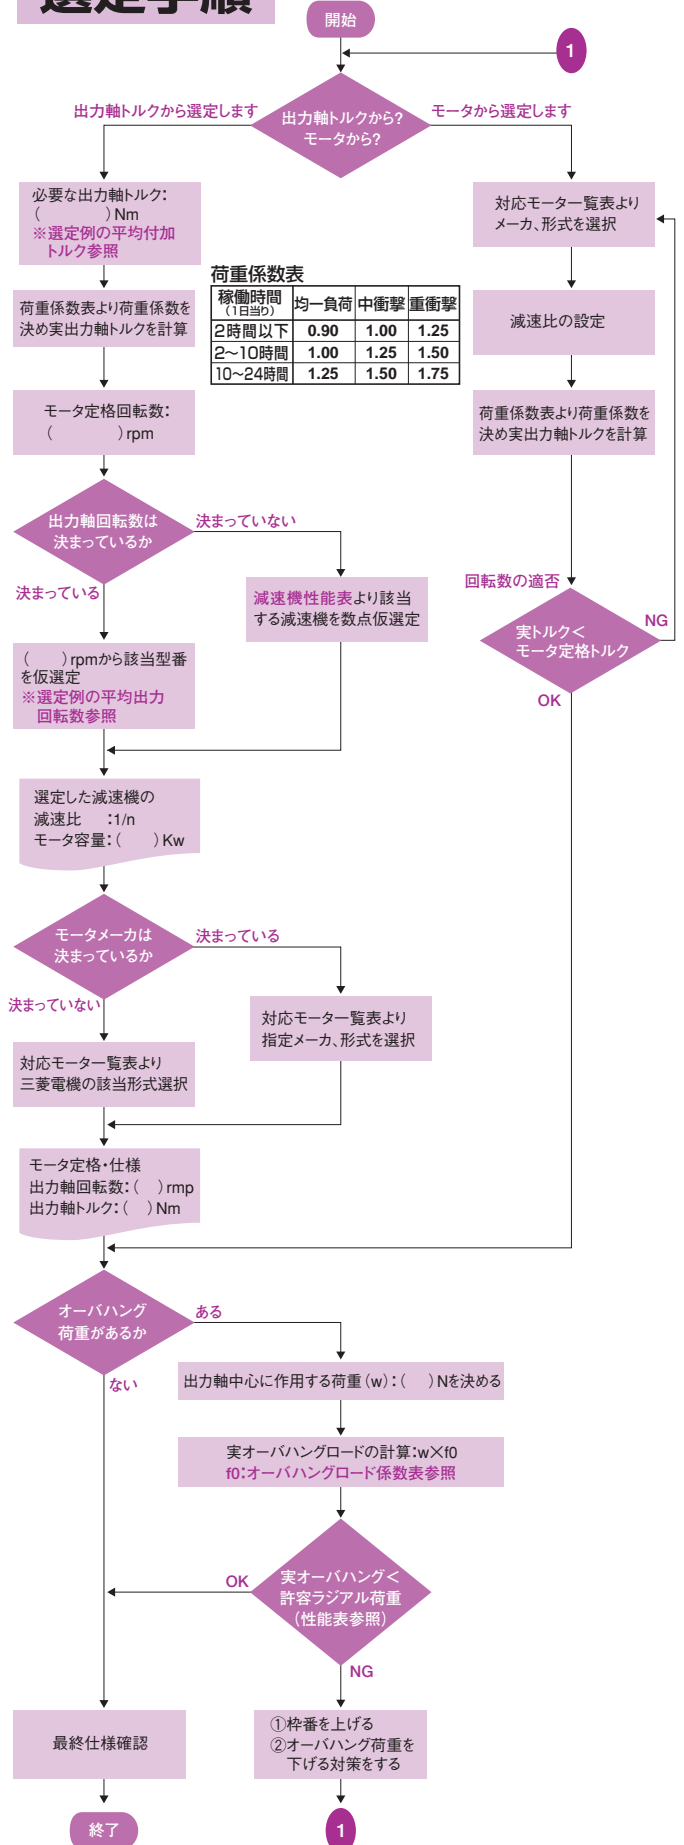 選定手順
開始
1
出力軸トルクから選定します
出力軸トルクから?
モータから?
モータから選定します
必要な出力軸トルク:
(　　　　)Nm
※選定例の平均付加
トルク参照
荷重係数表より荷重係数を
決め実出力軸トルクを計算
モータ定格回転数:
(　　　　)rpm
荷重係数表
稼働時間 均一負荷 中衝撃 重衝撃
(1日当り)
2時間以下 0.90 1.00 1.25
2〜10時間 1.00 1.25 1.50
10〜24時間 1.25 1.50 1.75
対応モータ一覧表より
メーカ、形式を選択
減速比の設定
荷重係数表より荷重係数を
決め実出力軸トルクを計算
出力軸回転数は
決まっているか
決まっていない
決まっている
減速機性能表より該当
する減速機を数点仮選定
回転数の適否
実トルク<
モータ定格トルク
NG
OK
(　　)rpmから該当型番
を仮選定
※選定例の平均出力
回転数参照
選定した減速機の
減速比　:1/n
モータ容量:(　　)Kw
モータメーカは
決まっているか
決まっている
決まっていない
対応モータ一覧表より
指定メーカ、形式を選択
対応モータ一覧表より
三菱電機の該当形式選択
モータ定格・仕様
出力軸回転数:(　)rmp
出力軸トルク:(　)Nm
オーバハング
荷重があるか
ある
ない
出力軸中心に作用する荷重(w):(　)Nを決める
実オーバハングロードの計算:w×f0
f0:オーバハングロード係数表参照
実オーバハング<
許容ラジアル荷重
(性能表参照)
OK
NG
最終仕様確認
①枠番を上げる
②オーバハング荷重を
下げる対策をする
終了
1